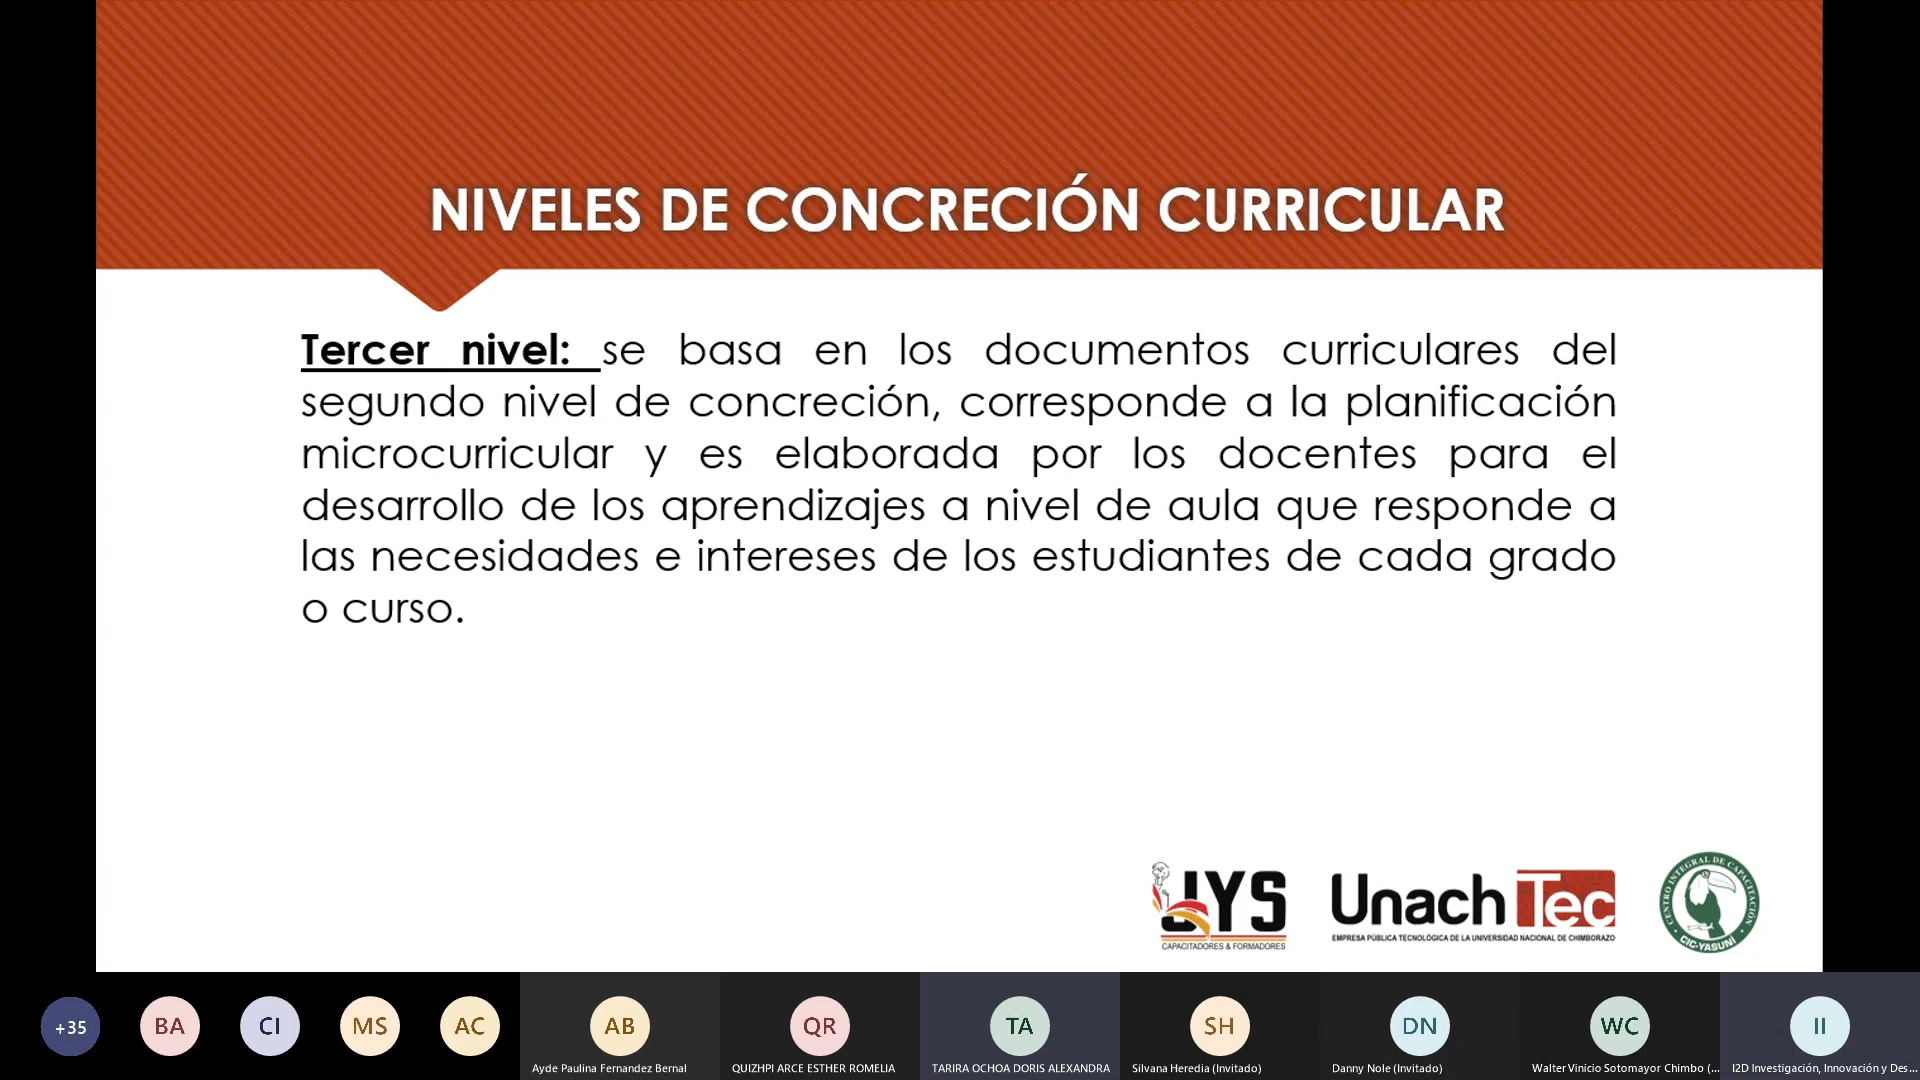 NIVELES DE CONCRECIÓN CURRICULAR
Tercer nivel: se basa en los documentos curriculares del
segundo nivel de concreción, corresponde a la planificación
microcurricular y es elaborada por los docentes para el
desarrollo de los aprendizajes a nivel de aula que responde a
las necesidades e intereses de los estudiantes de cada grado
o curso.
JYS
CAPACITADORES & FORMADORES
UnachTec
EMPRESA PÚBLICA TECNOLÓGICA DE LA UNIVERSIDAD NACIONAL DE CHIMBORAZO
CENTRO INTEGRAL DE CAPACITACIÓN
CIC-YASUNÍ
+35
BA
CI
MS
AC
AB
QR
TA
SH
DN
WC
II
Ayde Paulina Fernandez Bernal
QUIZHPI ARCE ESTHER ROMELIA
TARIRA OCHOA DORIS ALEXANDRA
Silvana Heredia (Invitado)
Danny Nole (Invitado)
Walter Vinicio Sotomayor Chimbo (...
I2D Investigación, Innovación y Des...